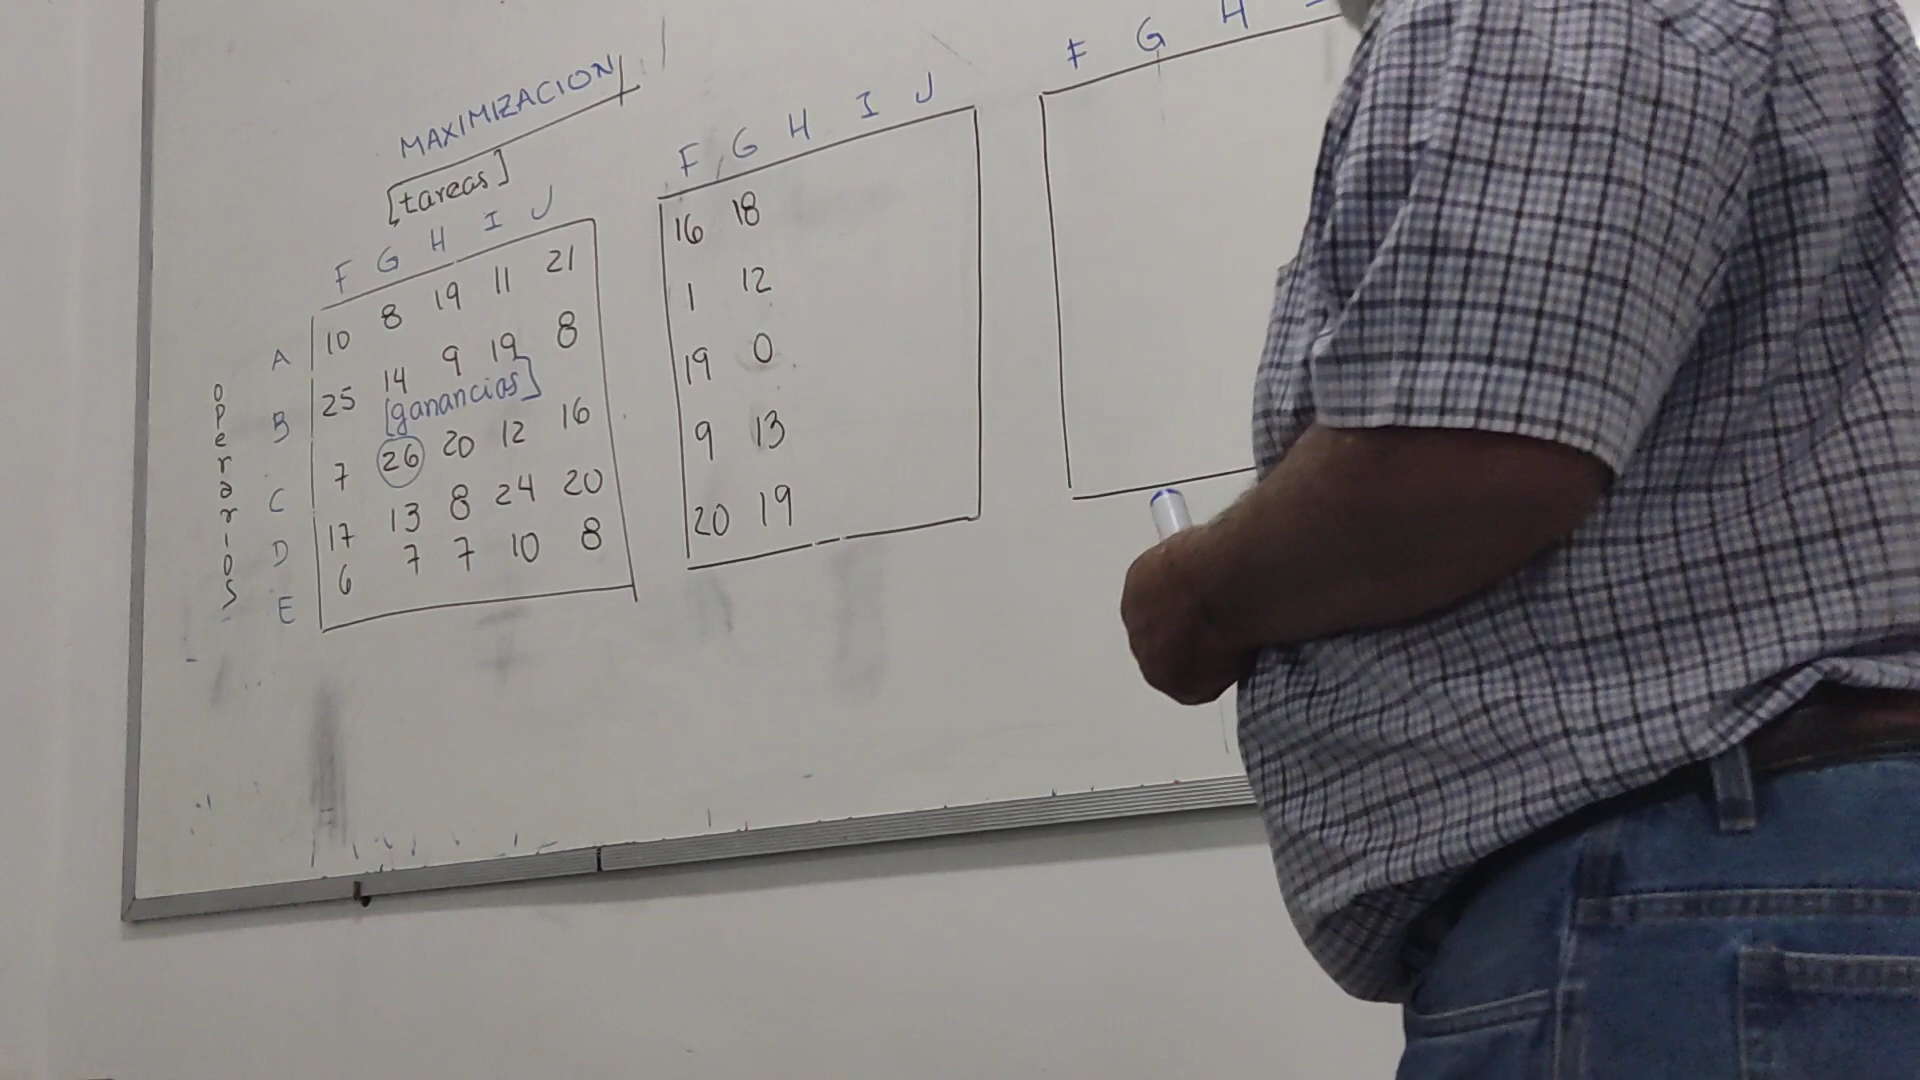 MAXIMIZACION
[tareas]
F G H I J
A 10 8 19 11 21
B 25 14 9 19 8
[ganancias]
C 7 26 20 12 16
D 17 13 8 24 20
E 6 7 7 10 8
operarios
F G H I J
16 18
1 12
19 0
9 13
20 19
F G H